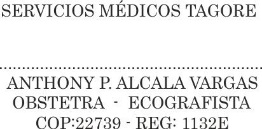 SERVICIOS MÉDICOS TAGORE
ANTHONY P. ALCALA VARGAS
OBSTETRA - ECOGRAFISTA
COP:22739 - REG: 1132E